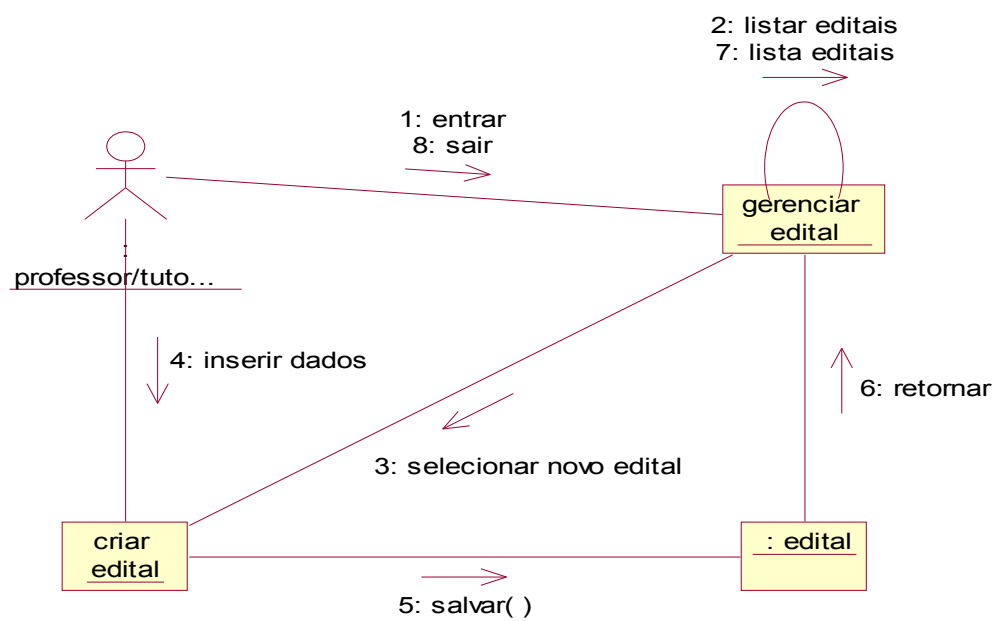 2: listar editais
7: lista editais
1: entrar
8: sair
gerenciar
edital
:
professor/tuto...
4: inserir dados
6: retornar
3: selecionar novo edital
criar
edital
: edital
5: salvar( )